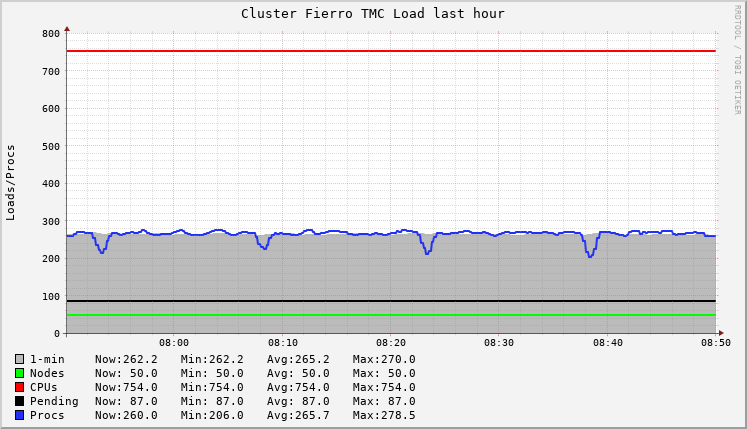 Cluster Fierro TMC Load last hour
RRDTOOL / TOBI OETIKER
Loads/Procs
800
700
600
500
400
300
200
100
0
08:00 08:10 08:20 08:30 08:40 08:50
1-min Now:262.2 Min:262.2 Avg:265.2 Max:270.0
Nodes Now: 50.0 Min: 50.0 Avg: 50.0 Max: 50.0
CPUs Now:754.0 Min:754.0 Avg:754.0 Max:754.0
Pending Now: 87.0 Min: 87.0 Avg: 87.0 Max: 87.0
Procs Now:260.0 Min:206.0 Avg:265.7 Max:278.5